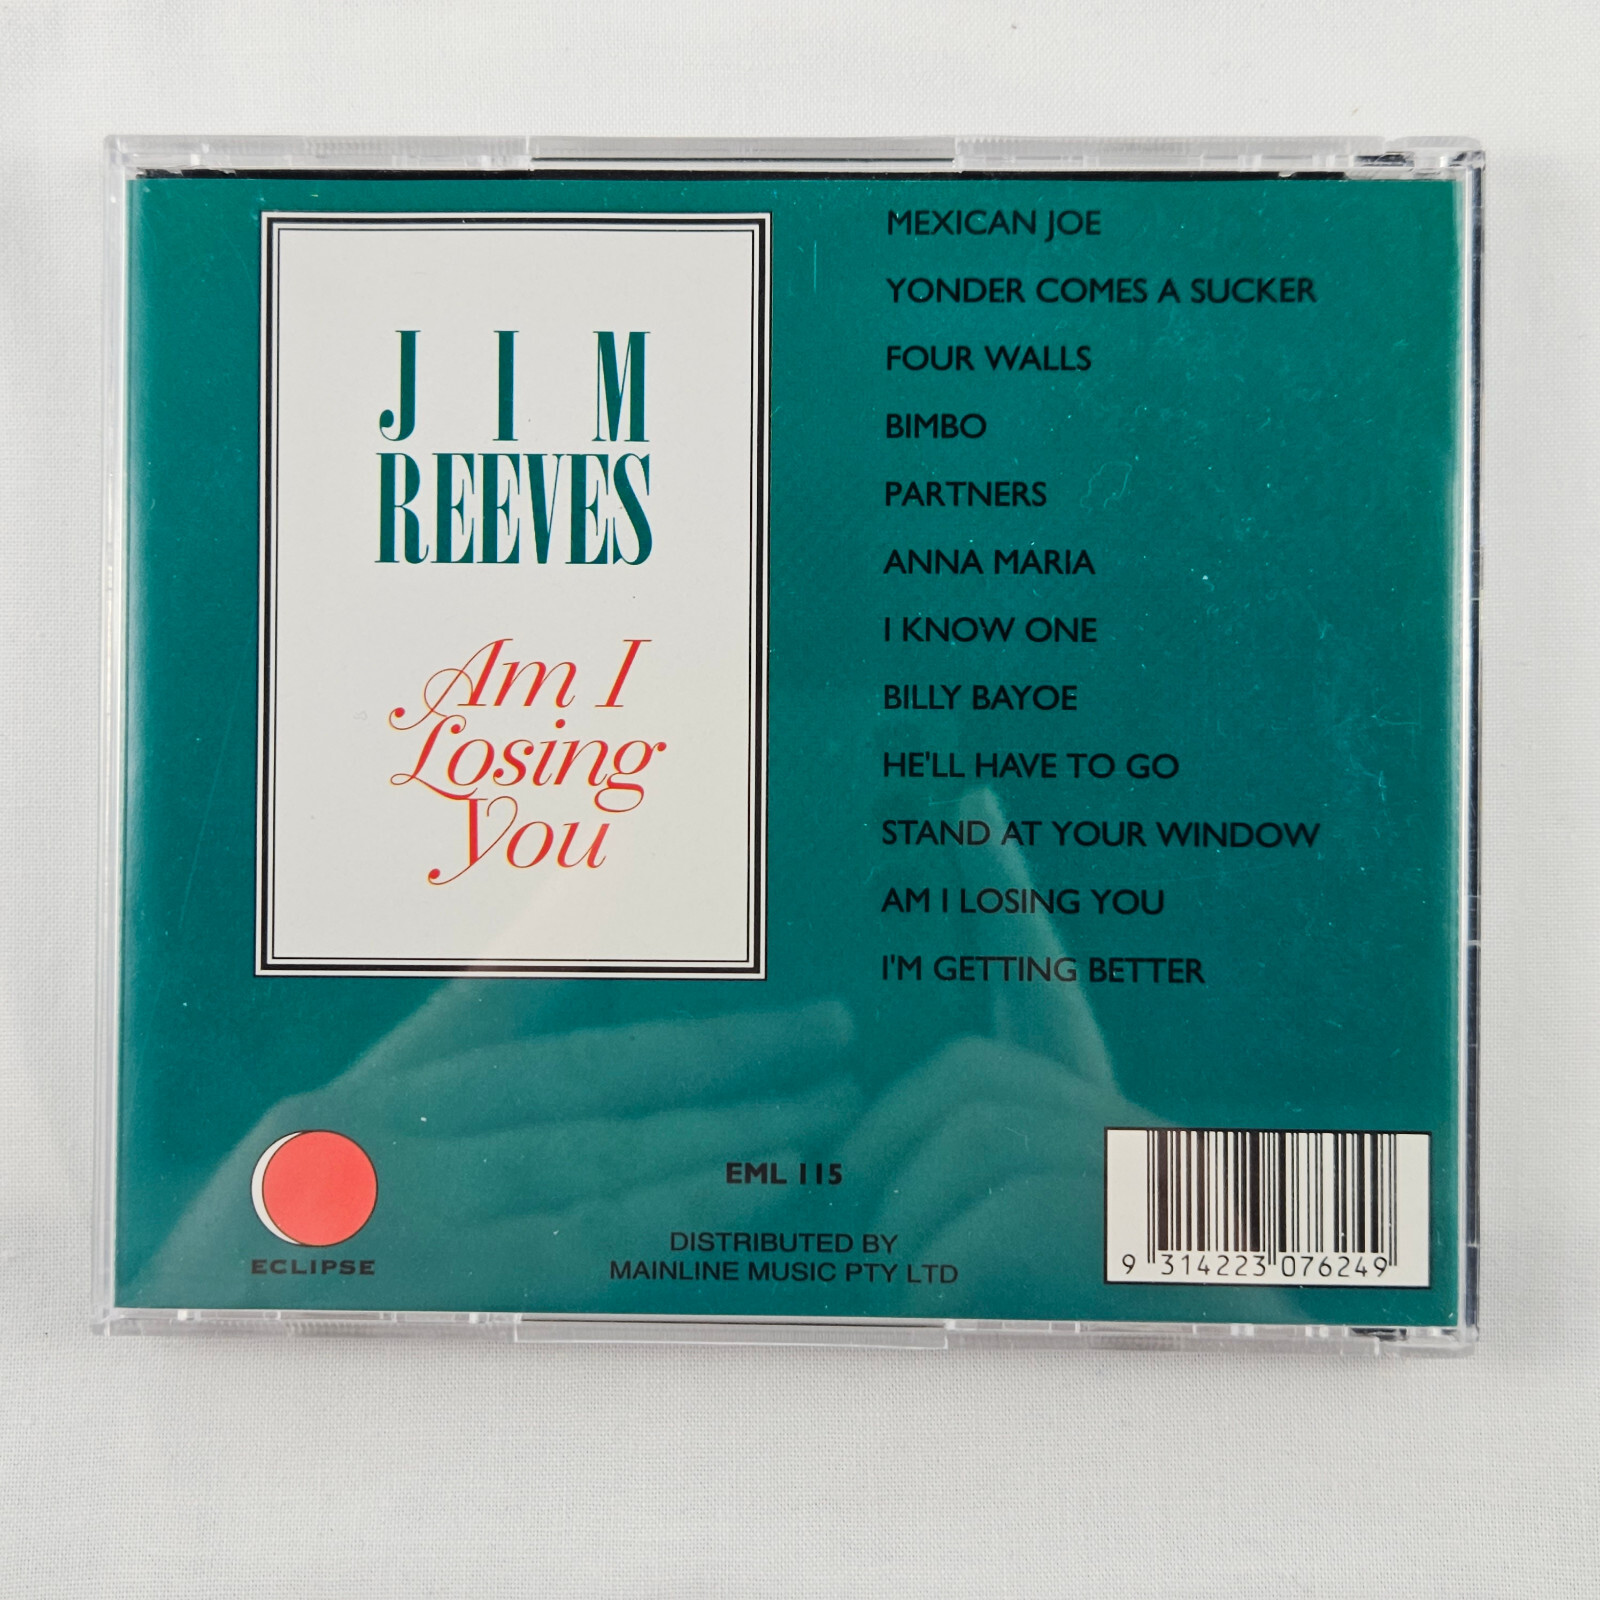 JIM
REEVES
Am I
Losing
You
MEXICAN JOE
YONDER COMES A SUCKER
FOUR WALLS
BIMBO
PARTNERS
ANNA MARIA
I KNOW ONE
BILLY BAYOE
HE'LL HAVE TO GO
STAND AT YOUR WINDOW
AM I LOSING YOU
I'M GETTING BETTER
ECLIPSE
EML 115
DISTRIBUTED BY
MAINLINE MUSIC PTY LTD
9 314223 076249